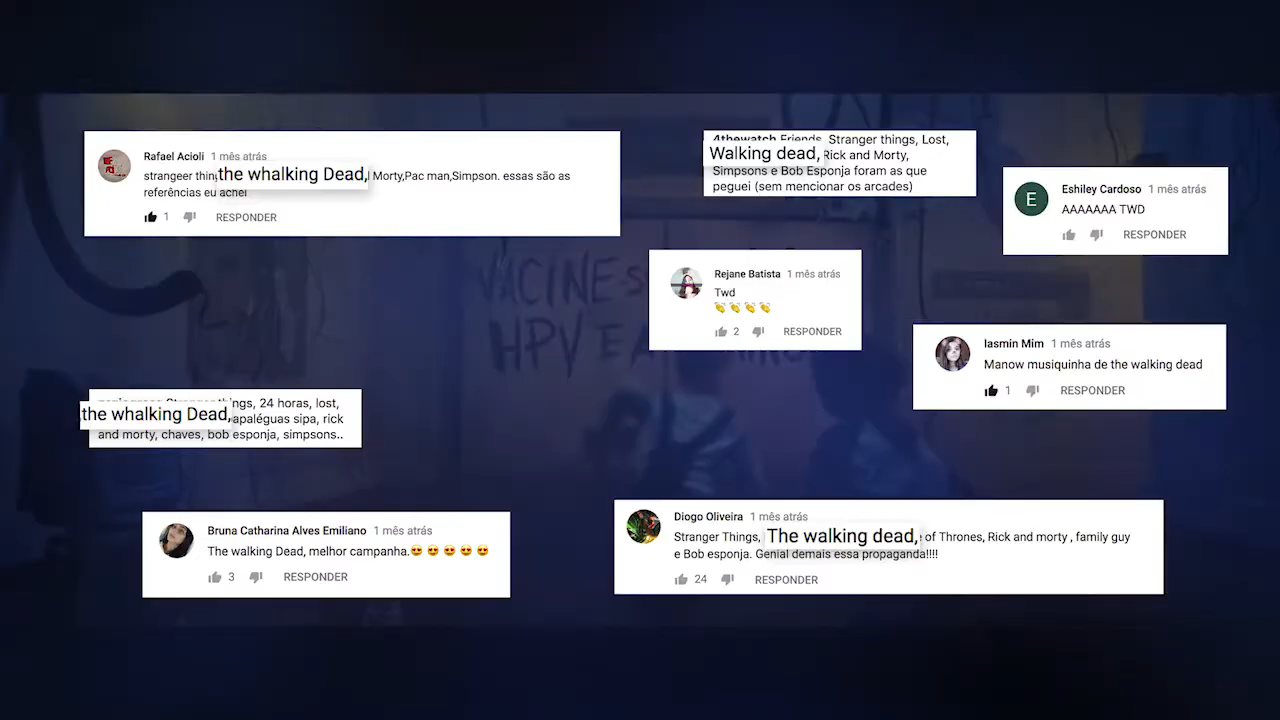 Rafael Acioli 1 mês atrás
strangeer thin the whalking Dead, Morty,Pac man,Simpson. essas são as
referências eu achei
1 RESPONDER
4thewatch Friends, Stranger things, Lost,
Walking dead, Rick and Morty,
Simpsons e Bob Esponja foram as que
peguei (sem mencionar os arcades)
E
Eshiley Cardoso 1 mês atrás
AAAAAAA TWD
RESPONDER
Rejane Batista 1 mês atrás
Twd
👏👏👏👏
2 RESPONDER
Iasmin Mim 1 mês atrás
Manow musiquinha de the walking dead
1 RESPONDER
VACINE-S
HPV E A
things, 24 horas, lost,
the whalking Dead, apaléguas sipa, rick
and morty, chaves, bob esponja, simpsons..
Bruna Catharina Alves Emiliano 1 mês atrás
The walking Dead, melhor campanha.😍😍😍😍😍
3 RESPONDER
Diogo Oliveira 1 mês atrás
Stranger Things, The walking dead, of Thrones, Rick and morty , family guy
e Bob esponja. Genial demais essa propaganda!!!!
24 RESPONDER